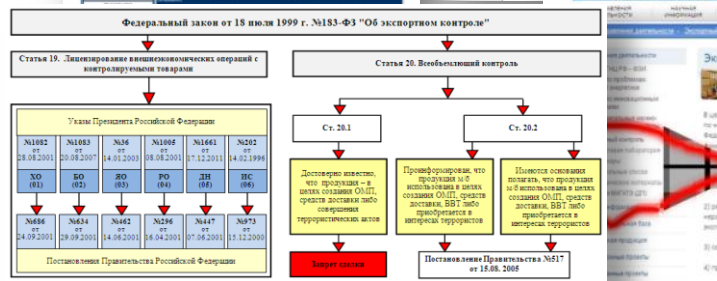 Федеральный закон от 18 июля 1999 г. №183-ФЗ "Об экспортном контроле"
Статья 19. Лицензирование внешнеэкономических операций с
контролируемыми товарами
Статья 20. Всеобъемлющий контроль
Указы Президента Российской Федерации
№1082
от
28.08.2001
№1083
от
20.08.2007
№36
от
14.01.2003
№1005
от
08.08.2001
№1661
от
17.12.2011
№202
от
14.02.1996
ХО
(01)
БО
(02)
ЯО
(03)
РО
(04)
ДН
(05)
ИС
(06)
№686
от
24.09.2001
№634
от
29.09.2001
№462
от
14.06.2001
№296
от
16.04.2001
№447
от
07.06.2001
№973
от
15.12.2000
Постановления Правительства Российской Федерации
Ст. 20.1
Ст. 20.2
Достоверно известно,
что продукция – в
целях создания ОМП,
средств доставки либо
совершения
террористических актов
Проинформирован, что
продукция м/б
использована в целях
создания ОМП, средств
доставки, ВВТ либо
приобретается в
интересах террористов
Имеются основания
полагать, что продукция
м/б использована в целях
создания ОМП, средств
доставки, ВВТ либо
приобретается в
интересах террористов
Запрет сделки
Постановление Правительства №517
от 15.08. 2005
НАУЧНАЯ
ИНФОРМАЦИЯ